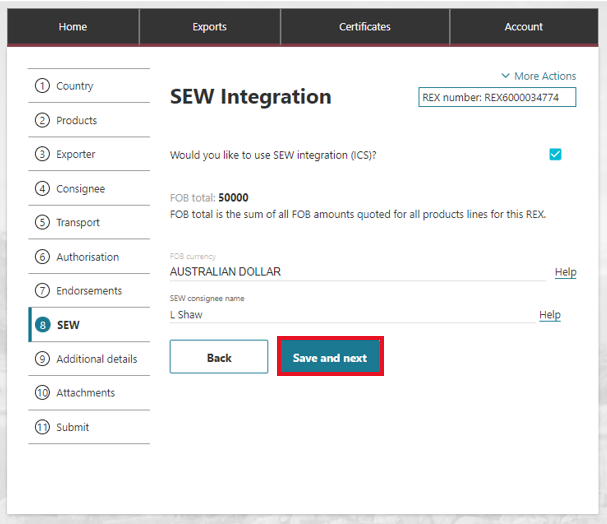 Home Exports Certificates Account
More Actions
SEW Integration
REX number: REX6000034774
1 Country
2 Products
3 Exporter
4 Consignee
5 Transport
6 Authorisation
7 Endorsements
8 SEW
9 Additional details
10 Attachments
11 Submit
Would you like to use SEW integration (ICS)?
FOB total: 50000
FOB total is the sum of all FOB amounts quoted for all products lines for this REX.
FOB currency
AUSTRALIAN DOLLAR Help
SEW consignee name
L Shaw Help
Back Save and next